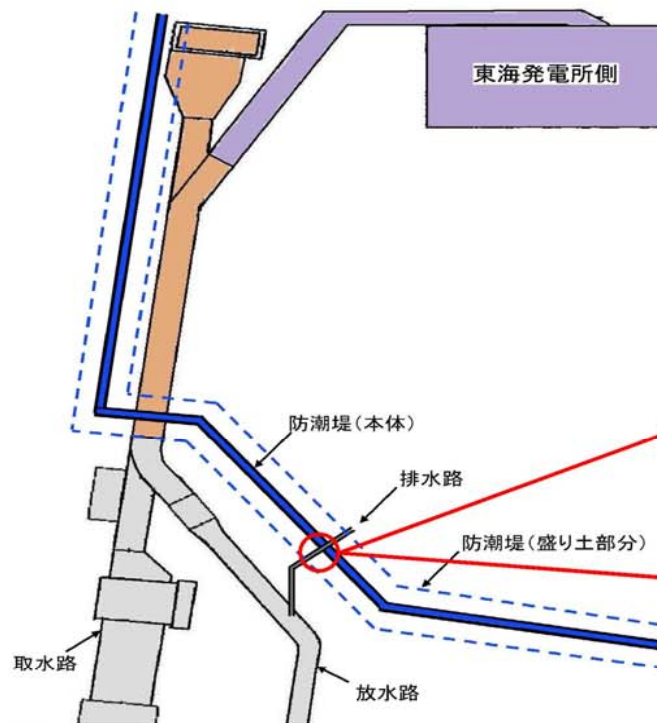 東海発電所側
防潮堤（本体）
排水路
防潮堤（盛り土部分）
取水路
放水路